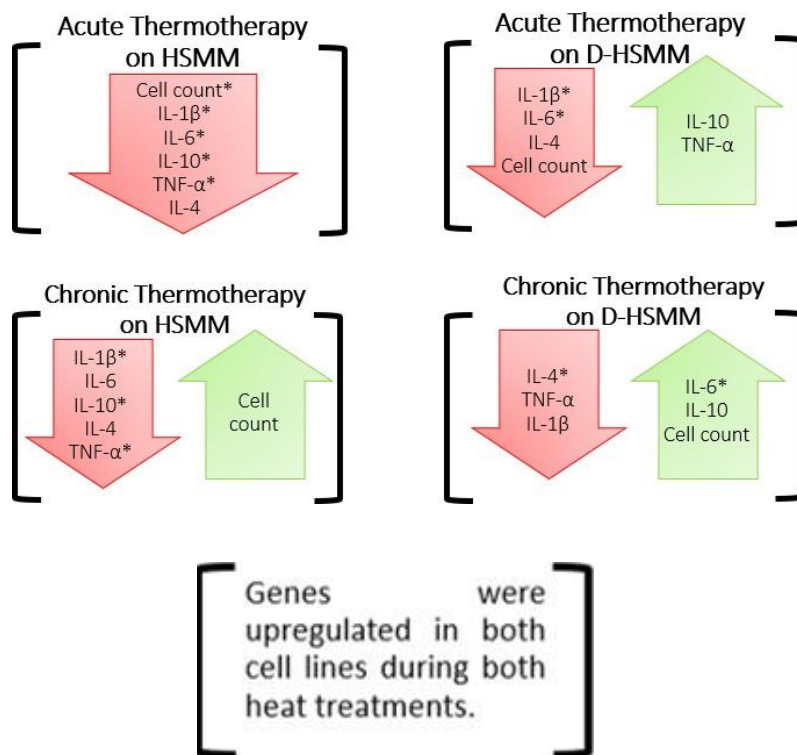 Acute Thermotherapy
on HSMM
Cell count*
IL-1β*
IL-6*
IL-10*
TNF-α*
IL-4
Acute Thermotherapy
on D-HSMM
IL-1β*
IL-6*
IL-4
Cell count
IL-10
TNF-α
Chronic Thermotherapy
on HSMM
IL-1β*
IL-6
IL-10*
IL-4
TNF-α*
Cell
count
Chronic Thermotherapy
on D-HSMM
IL-4*
TNF-α
IL-1β
IL-6*
IL-10
Cell count
Genes were
upregulated in both
cell lines during both
heat treatments.